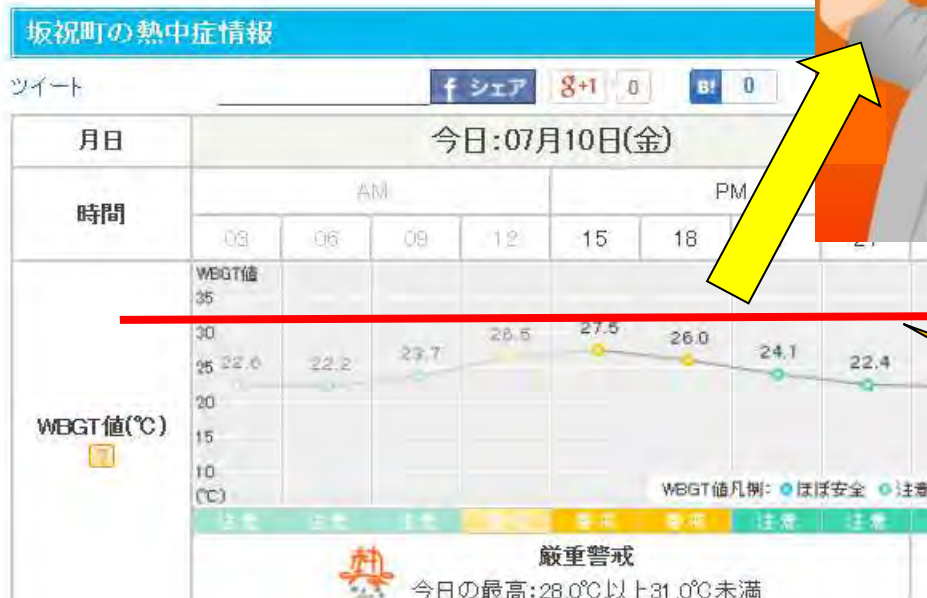 坂祝町の熱中症情報
ツイート f シェア g+1 0 B! 0
月日 今日:07月10日(金)
時間 AM PM
03 06 09 12 15 18 21
WBGT値
35
30
25
20
15
10
(℃)
22.6 22.2 23.7 26.6 27.5 26.0 24.1 22.4
WBGT値(℃)
?
WBGT値凡例: ほぼ安全 注意
注意 注意 注意 警戒 警戒 警戒 注意 注意
厳重警戒
今日の最高:28.0℃以上31.0℃未満